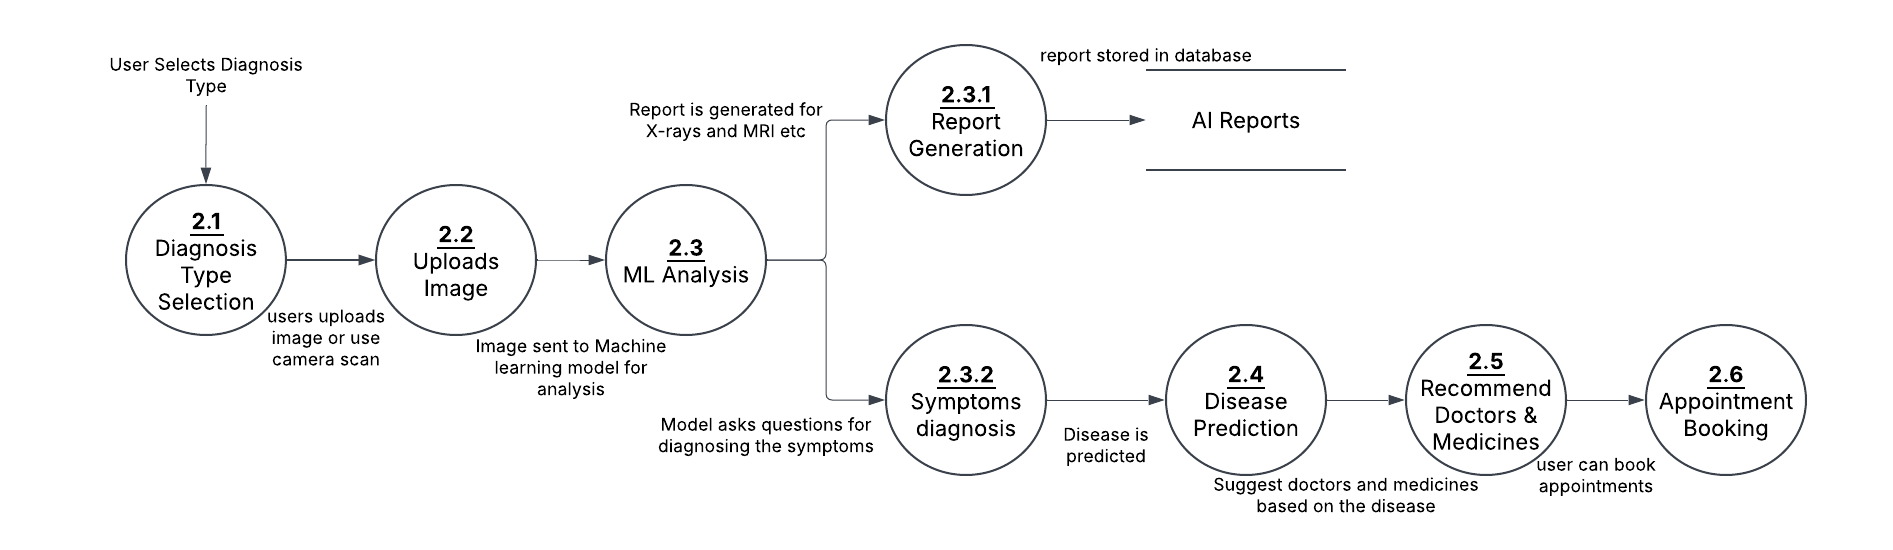 User Selects Diagnosis
Type
2.1
Diagnosis
Type
Selection
users uploads
image or use
camera scan
2.2
Uploads
Image
Image sent to Machine
learning model for
analysis
2.3
ML Analysis
Report is generated for
X-rays and MRI etc
2.3.1
Report
Generation
report stored in database
AI Reports
Model asks questions for
diagnosing the symptoms
2.3.2
Symptoms
diagnosis
Disease is
predicted
2.4
Disease
Prediction
Suggest doctors and medicines
based on the disease
2.5
Recommend
Doctors &
Medicines
user can book
appointments
2.6
Appointment
Booking